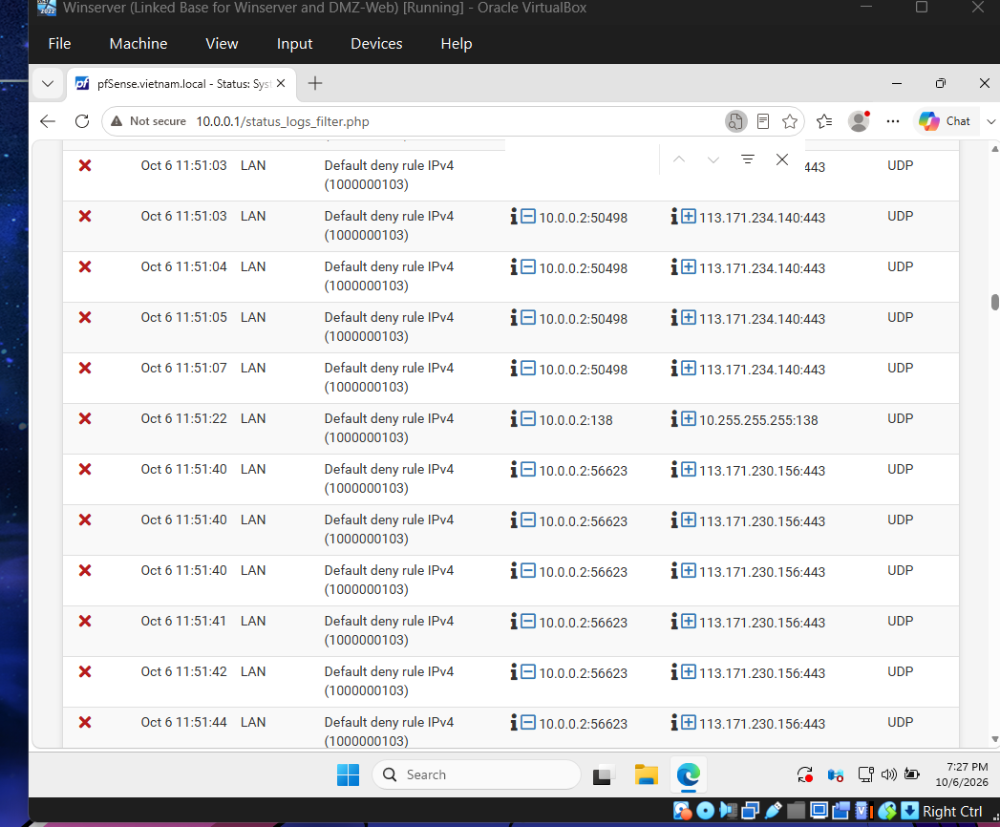 Winserver (Linked Base for Winserver and DMZ-Web) [Running] - Oracle VirtualBox
File Machine View Input Devices Help
pfSense.vietnam.local - Status: Sys
Not secure 10.0.0.1/status_logs_filter.php Chat
Oct 6 11:51:03 LAN Default deny rule IPv4 443 UDP
(1000000103)
Oct 6 11:51:03 LAN Default deny rule IPv4 10.0.0.2:50498 113.171.234.140:443 UDP
(1000000103)
Oct 6 11:51:04 LAN Default deny rule IPv4 10.0.0.2:50498 113.171.234.140:443 UDP
(1000000103)
Oct 6 11:51:05 LAN Default deny rule IPv4 10.0.0.2:50498 113.171.234.140:443 UDP
(1000000103)
Oct 6 11:51:07 LAN Default deny rule IPv4 10.0.0.2:50498 113.171.234.140:443 UDP
(1000000103)
Oct 6 11:51:22 LAN Default deny rule IPv4 10.0.0.2:138 10.255.255.255:138 UDP
(1000000103)
Oct 6 11:51:40 LAN Default deny rule IPv4 10.0.0.2:56623 113.171.230.156:443 UDP
(1000000103)
Oct 6 11:51:40 LAN Default deny rule IPv4 10.0.0.2:56623 113.171.230.156:443 UDP
(1000000103)
Oct 6 11:51:40 LAN Default deny rule IPv4 10.0.0.2:56623 113.171.230.156:443 UDP
(1000000103)
Oct 6 11:51:41 LAN Default deny rule IPv4 10.0.0.2:56623 113.171.230.156:443 UDP
(1000000103)
Oct 6 11:51:42 LAN Default deny rule IPv4 10.0.0.2:56623 113.171.230.156:443 UDP
(1000000103)
Oct 6 11:51:44 LAN Default deny rule IPv4 10.0.0.2:56623 113.171.230.156:443 UDP
(1000000103)
Search
7:27 PM
10/6/2026
Right Ctrl